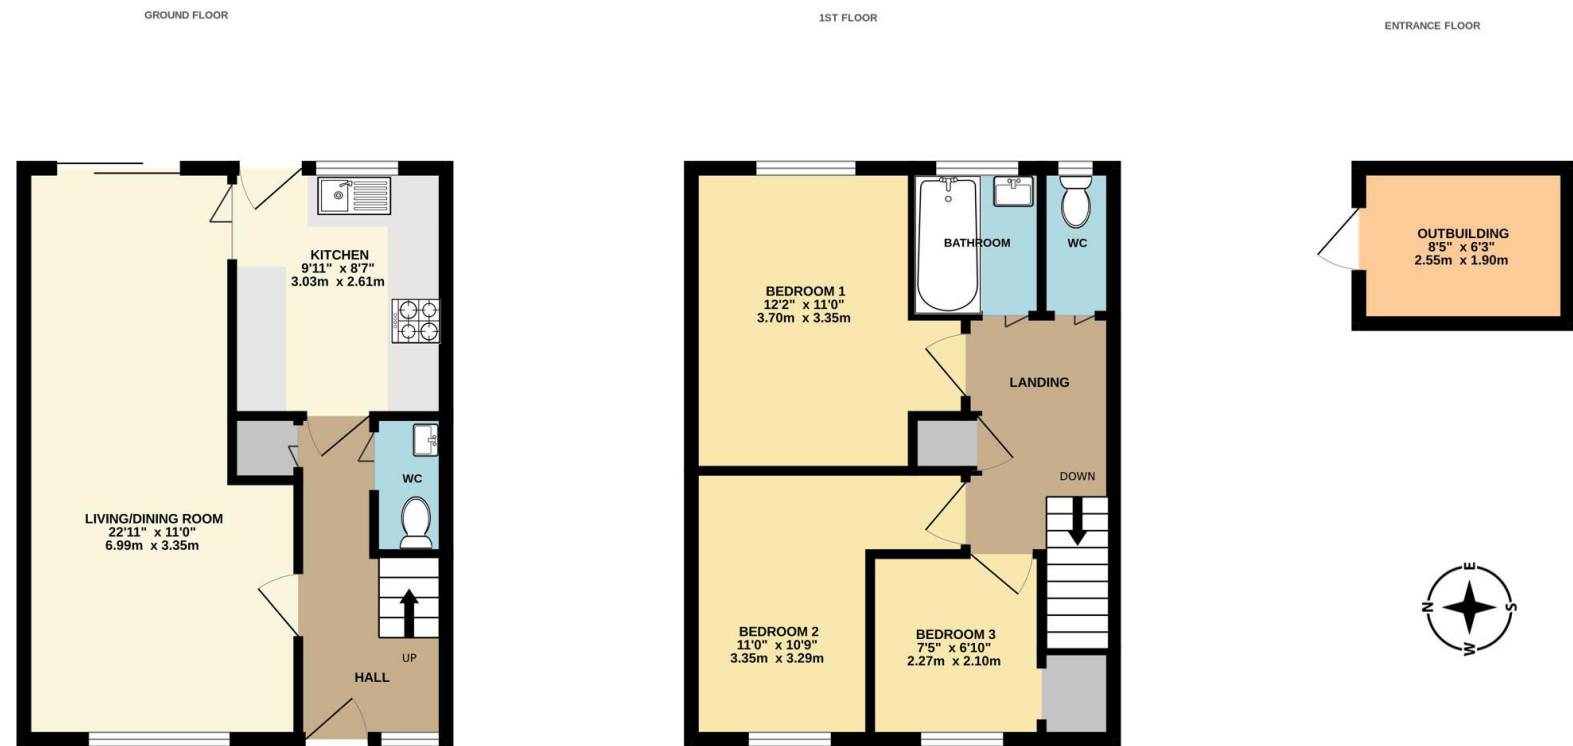 GROUND FLOOR
1ST FLOOR
ENTRANCE FLOOR
KITCHEN
9'11" x 8'7"
3.03m x 2.61m
WC
LIVING/DINING ROOM
22'11" x 11'0"
6.99m x 3.35m
UP
HALL
BATHROOM
WC
BEDROOM 1
12'2" x 11'0"
3.70m x 3.35m
LANDING
DOWN
BEDROOM 2
11'0" x 10'9"
3.35m x 3.29m
BEDROOM 3
7'5" x 6'10"
2.27m x 2.10m
OUTBUILDING
8'5" x 6'3"
2.55m x 1.90m
E
N
S
W